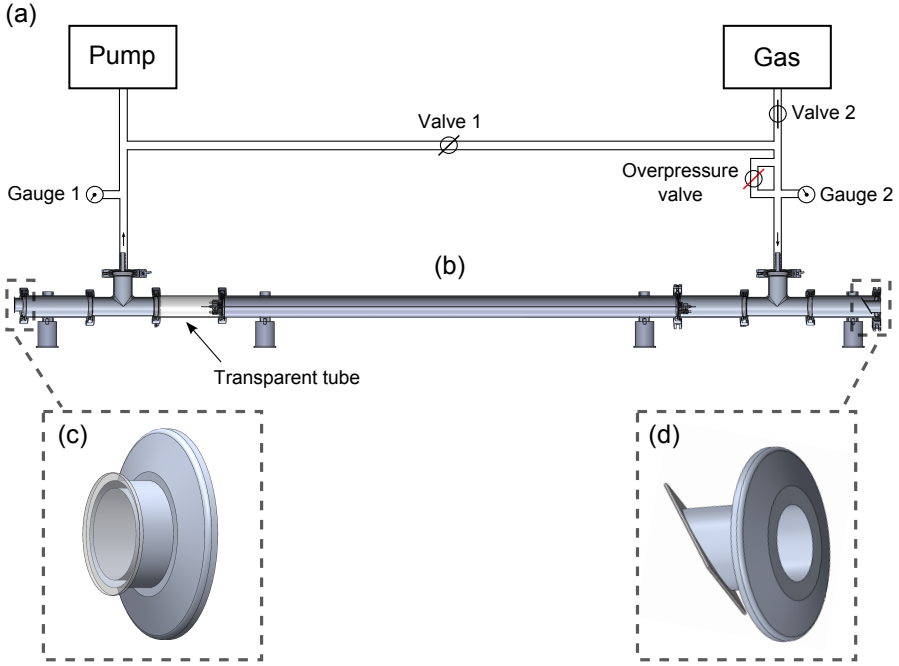 (a)
Pump
Gas
Valve 1
Valve 2
Overpressure
valve
Gauge 1
Gauge 2
(b)
Transparent tube
(c)
(d)